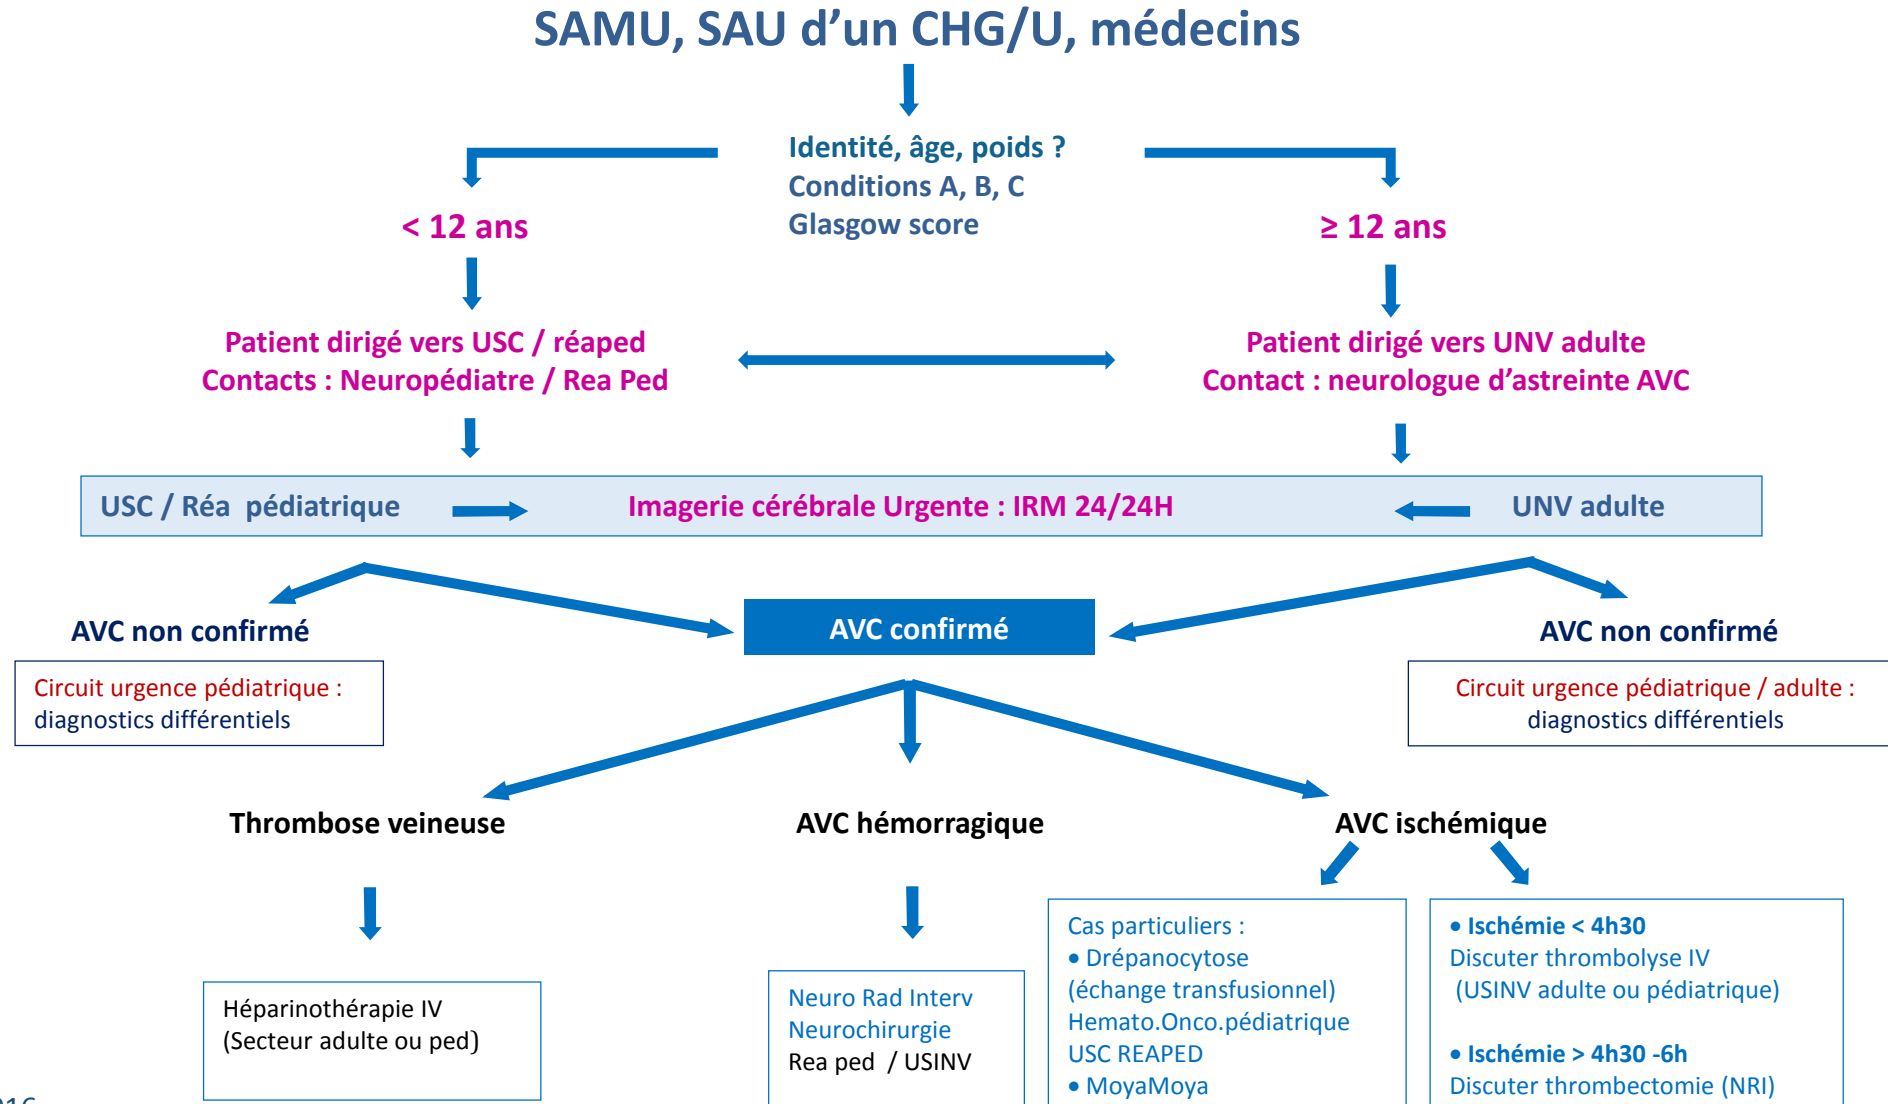 SAMU, SAU d’un CHG/U, médecins
Identité, âge, poids ?
Conditions A, B, C
Glasgow score
< 12 ans
≥ 12 ans
Patient dirigé vers USC / réaped
Contacts : Neuropédiatre / Rea Ped
Patient dirigé vers UNV adulte
Contact : neurologue d’astreinte AVC
USC / Réa pédiatrique
Imagerie cérébrale Urgente : IRM 24/24H
UNV adulte
AVC non confirmé
AVC confirmé
AVC non confirmé
Circuit urgence pédiatrique :
diagnostics différentiels
Circuit urgence pédiatrique / adulte :
diagnostics différentiels
Thrombose veineuse
AVC hémorragique
AVC ischémique
Héparinothérapie IV
(Secteur adulte ou ped)
Neuro Rad Interv
Neurochirurgie
Rea ped / USINV
Cas particuliers :
• Drépanocytose
(échange transfusionnel)
Hemato.Onco.pédiatrique
USC REAPED
• MoyaMoya
• Ischémie < 4h30
Discuter thrombolyse IV
(USINV adulte ou pédiatrique)
• Ischémie > 4h30 -6h
Discuter thrombectomie (NRI)